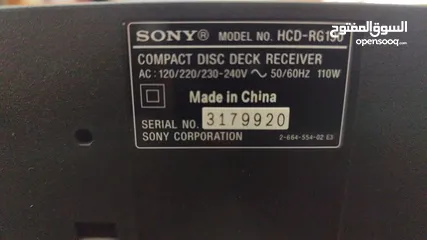 السوق المفتوح
opensooq.com
SONY® MODEL NO. HCD-RG190
COMPACT DISC DECK RECEIVER
AC: 120/220/230-240V ~ 50/60HZ 110W
Made in China
SERIAL NO. 3179920
SONY CORPORATION 2-664-554-02 E3